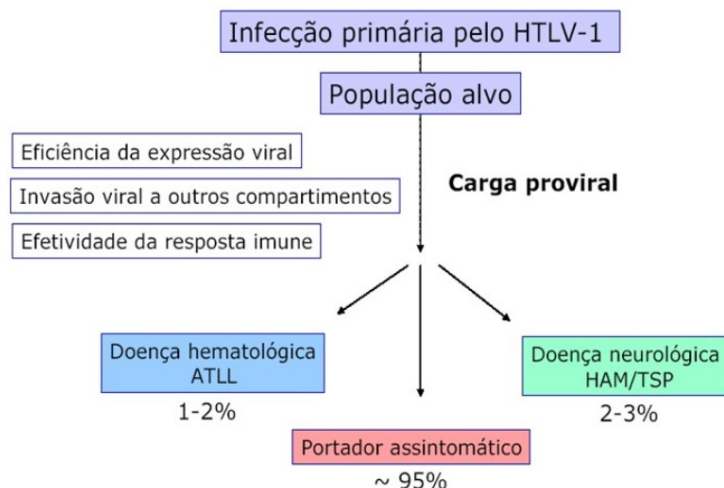 Infecção primária pelo HTLV-1
População alvo
Eficiência da expressão viral
Invasão viral a outros compartimentos
Efetividade da resposta imune
Carga proviral
Doença hematológica
ATLL
1-2%
Doença neurológica
HAM/TSP
2-3%
Portador assintomático
~ 95%